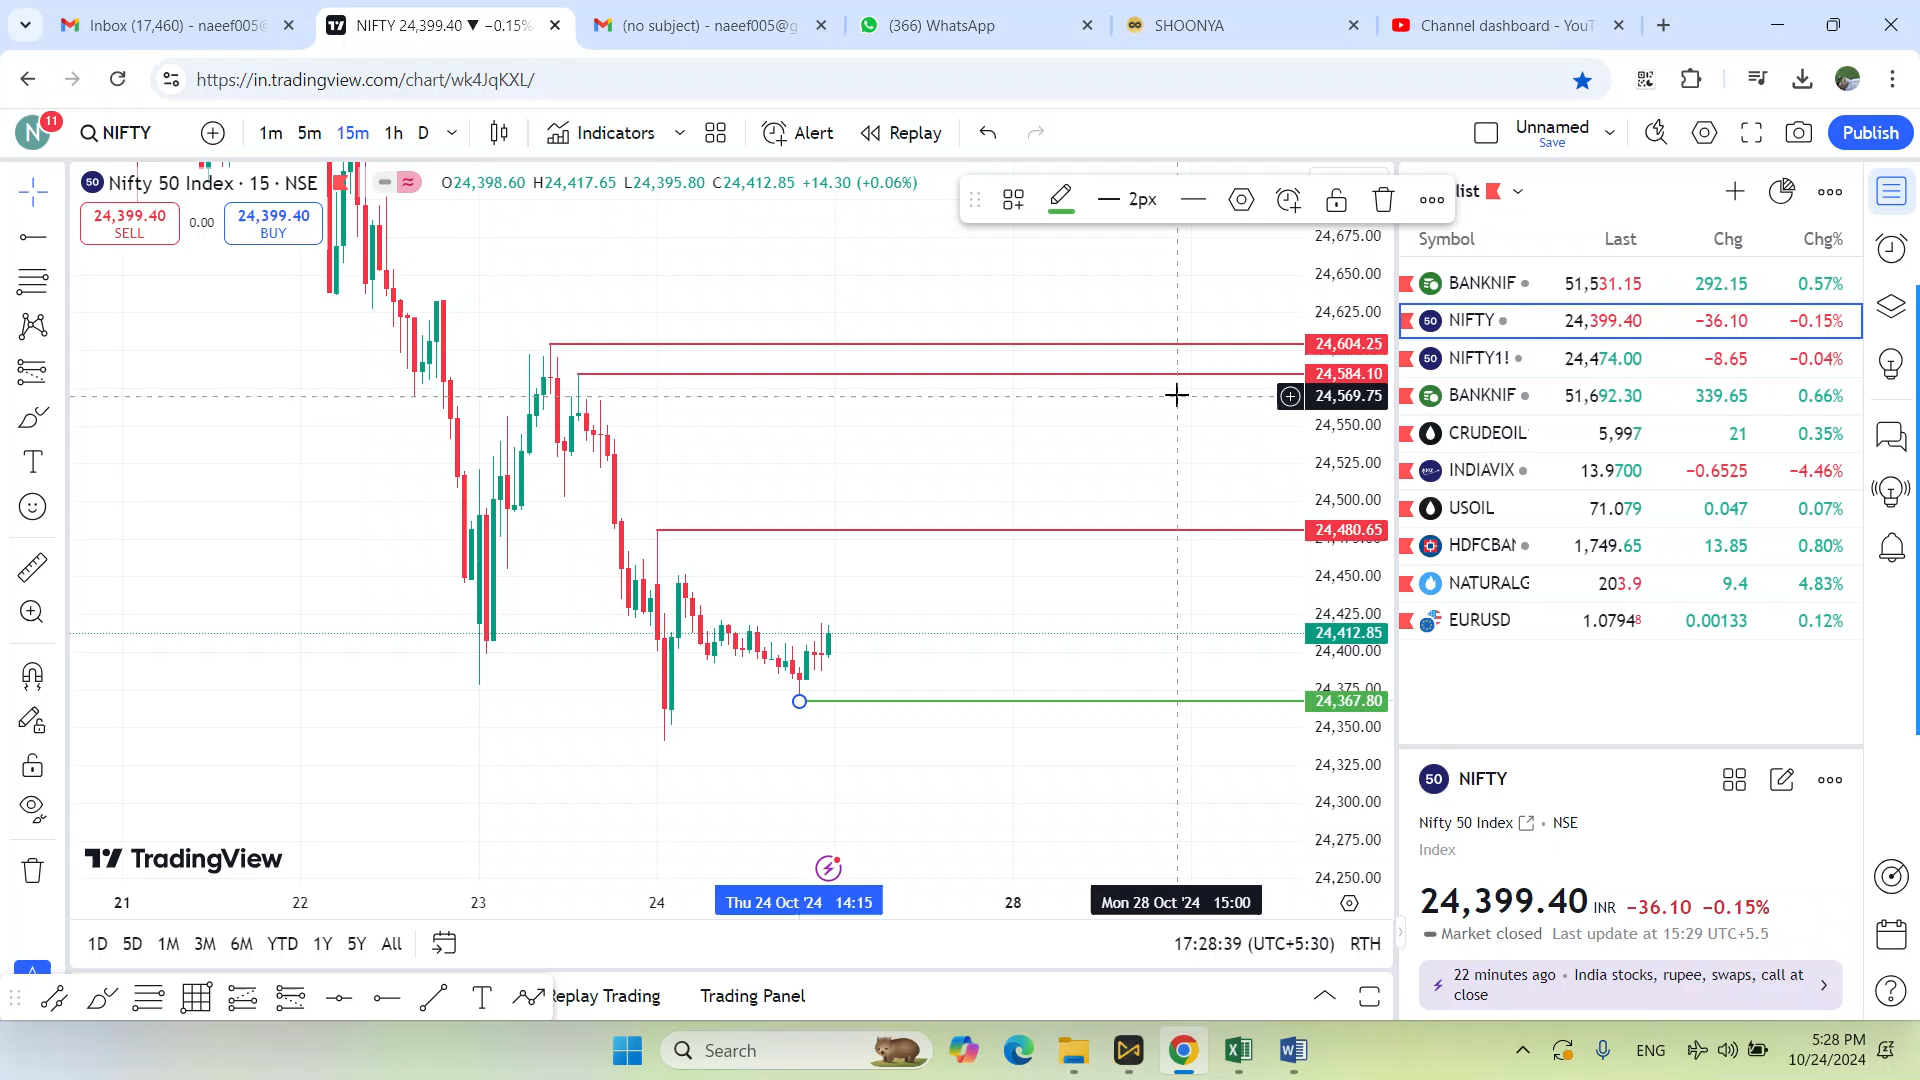 Inbox (17,460) - naeef005@
NIFTY 24,399.40 ▼ −0.15%
(no subject) - naeef005@g
(366) WhatsApp
SHOONYA
Channel dashboard - YouT
https://in.tradingview.com/chart/wk4JqKXL/
N 11
NIFTY
1m 5m 15m 1h D
Indicators
Alert
Replay
Unnamed
Save
Publish
50 Nifty 50 Index · 15 · NSE
O24,398.60 H24,417.65 L24,395.80 C24,412.85 +14.30 (+0.06%)
24,399.40
SELL
0.00
24,399.40
BUY
2px
24,675.00
24,650.00
24,625.00
24,604.25
24,584.10
24,569.75
24,550.00
24,525.00
24,500.00
24,480.65
24,450.00
24,425.00
24,412.85
24,400.00
24,375.00
24,367.80
24,350.00
24,325.00
24,300.00
24,275.00
24,250.00
TradingView
21 22 23 24 Thu 24 Oct '24 14:15 28 Mon 28 Oct '24 15:00
1D 5D 1M 3M 6M YTD 1Y 5Y All
17:28:39 (UTC+5:30) RTH
Replay Trading
Trading Panel
list
Symbol Last Chg Chg%
BANKNIF 51,531.15 292.15 0.57%
50 NIFTY 24,399.40 −36.10 −0.15%
50 NIFTY1! 24,474.00 −8.65 −0.04%
BANKNIF 51,692.30 339.65 0.66%
CRUDEOIL 5,997 21 0.35%
INDIAVIX 13.9700 −0.6525 −4.46%
USOIL 71.079 0.047 0.07%
HDFCBAN 1,749.65 13.85 0.80%
NATURALG 203.9 9.4 4.83%
EURUSD 1.07948 0.00133 0.12%
50 NIFTY
Nifty 50 Index • NSE
Index
24,399.40 INR −36.10 −0.15%
Market closed Last update at 15:29 UTC+5.5
22 minutes ago • India stocks, rupee, swaps, call at
close
Search
ENG
5:28 PM
10/24/2024